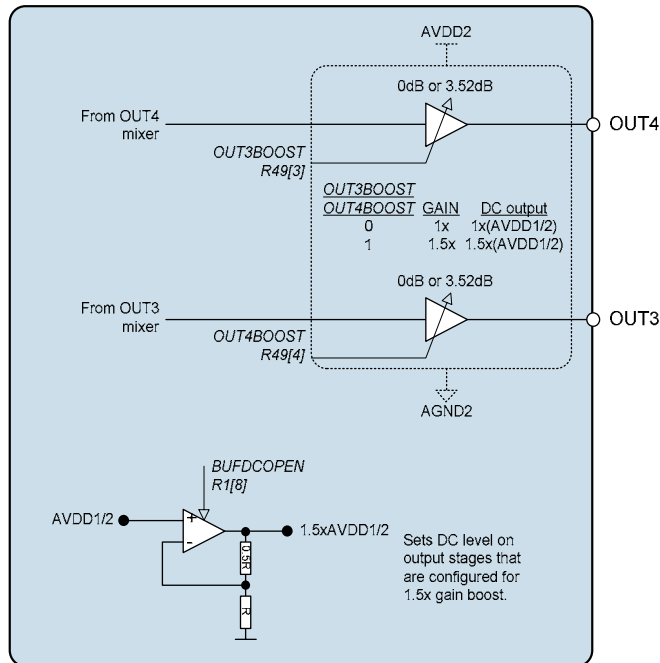 AVDD2
0dB or 3.52dB
From OUT4
mixer
OUT4
OUT3BOOST
R49[3]
OUT3BOOST
OUT4BOOST GAIN DC output
0 1x 1x(AVDD1/2)
1 1.5x 1.5x(AVDD1/2)
0dB or 3.52dB
From OUT3
mixer
OUT3
OUT4BOOST
R49[4]
AGND2
BUFDCOPEN
R1[8]
AVDD1/2
+
-
1.5xAVDD1/2
0.5R
R
Sets DC level on
output stages that
are configured for
1.5x gain boost.